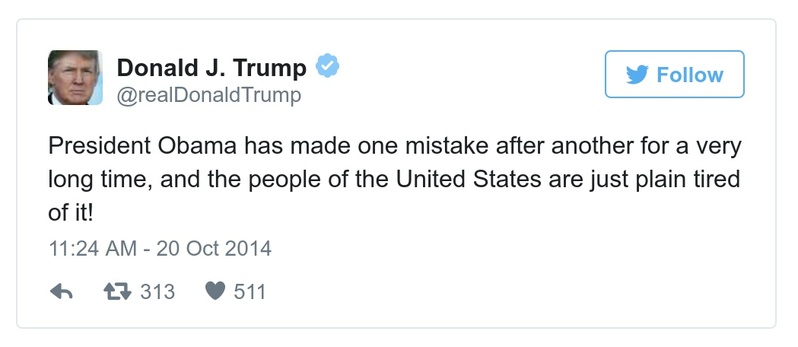 Donald J. Trump
@realDonaldTrump
Follow
President Obama has made one mistake after another for a very
long time, and the people of the United States are just plain tired
of it!
11:24 AM - 20 Oct 2014
313 511